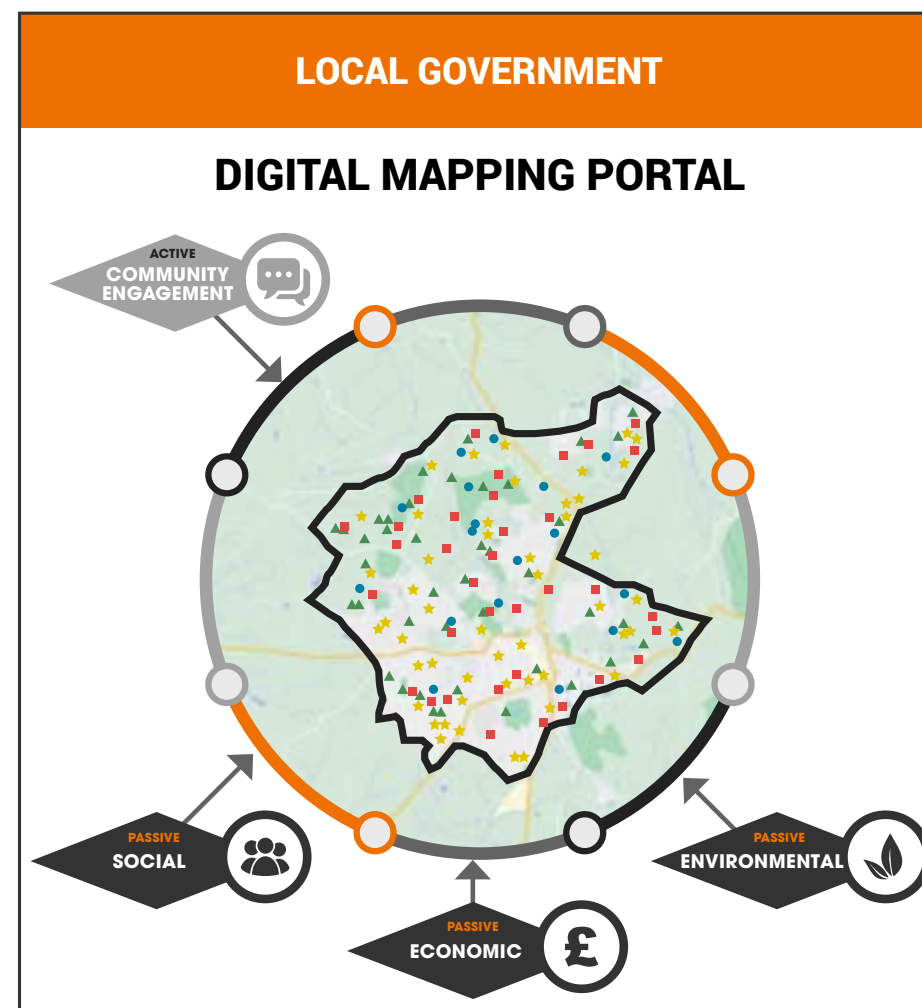 LOCAL GOVERNMENT
DIGITAL MAPPING PORTAL
ACTIVE
COMMUNITY
ENGAGEMENT
PASSIVE
SOCIAL
PASSIVE
ENVIRONMENTAL
PASSIVE
ECONOMIC
£